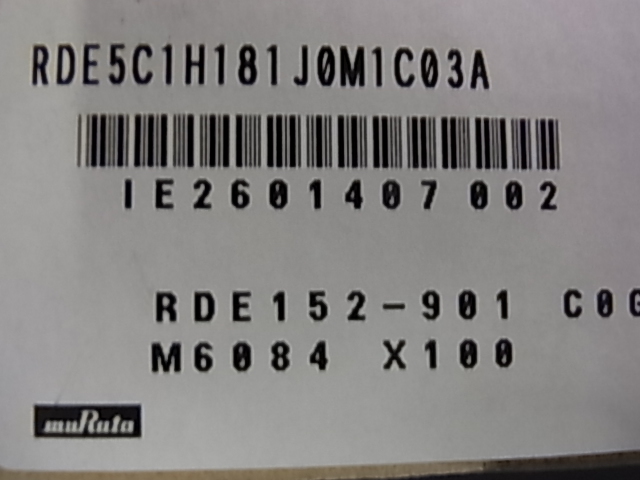 RDE5C1H181J0M1C03A
IE2601407 002
RDE152-901 C0G
M6084 X100
muRata